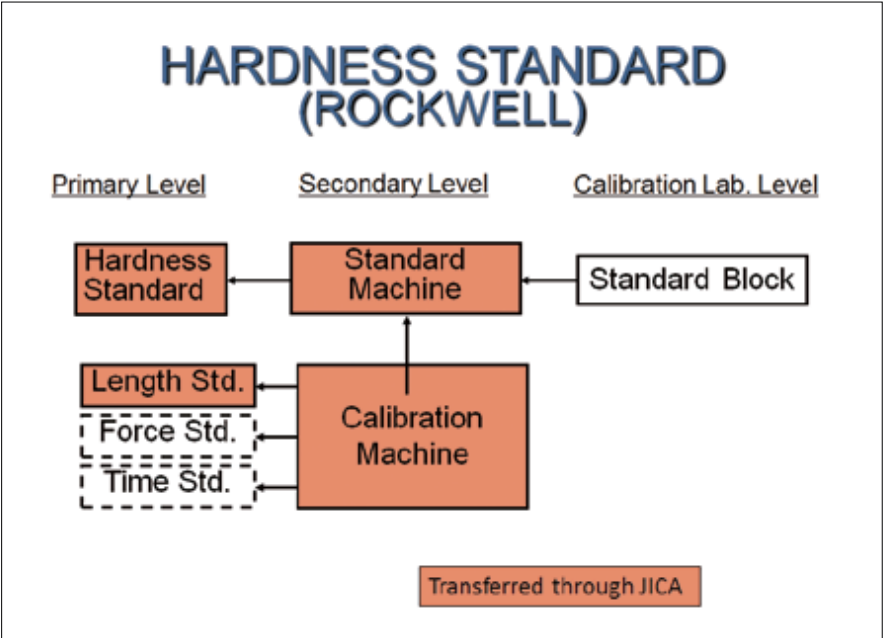 HARDNESS STANDARD
(ROCKWELL)
Primary Level
Secondary Level
Calibration Lab. Level
Hardness
Standard
Standard
Machine
Standard Block
Length Std.
Force Std.
Time Std.
Calibration
Machine
Transferred through JICA